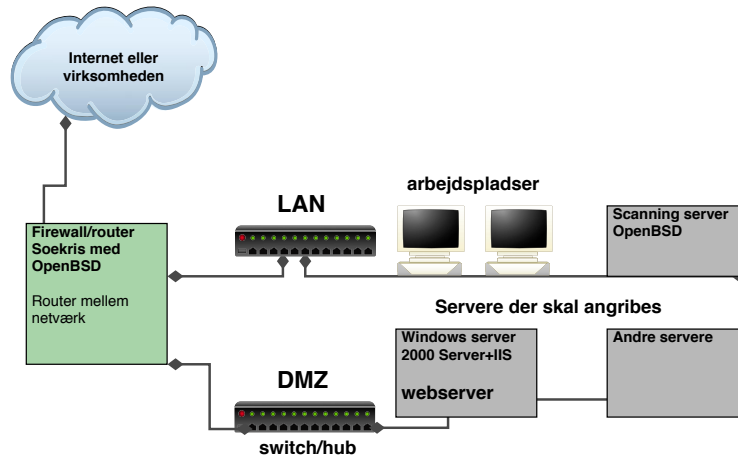 Internet eller
virksomheden
arbejdspladser
LAN
Firewall/router
Soekris med
OpenBSD
Router mellem
netværk
Scanning server
OpenBSD
Servere der skal angribes
Windows server
2000 Server+IIS
webserver
Andre servere
DMZ
switch/hub